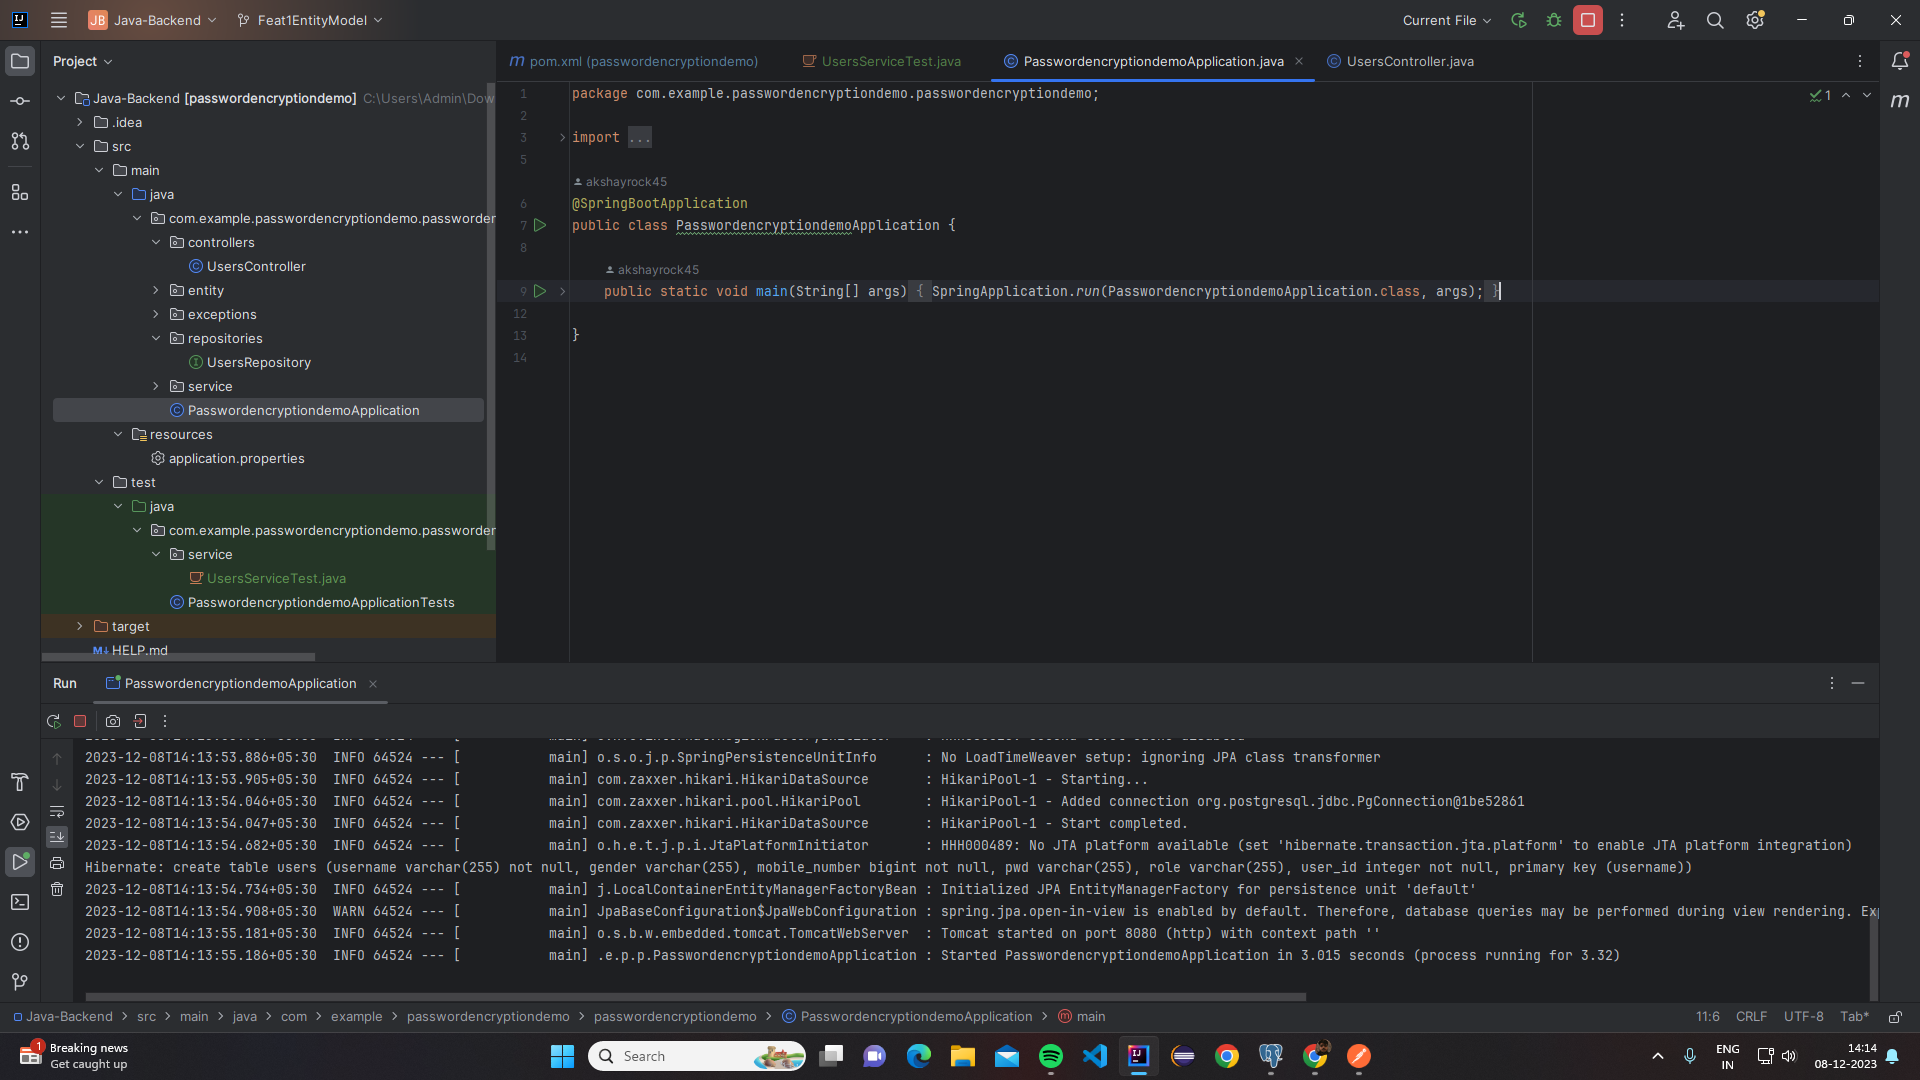 JB Java-Backend Feat1EntityModel Current File
Project
Java-Backend [passwordencryptiondemo] C:\Users\Admin\Dow
.idea
src
main
java
com.example.passwordencryptiondemo.passworden
controllers
UsersController
entity
exceptions
repositories
UsersRepository
service
PasswordencryptiondemoApplication
resources
application.properties
test
java
com.example.passwordencryptiondemo.passworden
service
UsersServiceTest.java
PasswordencryptiondemoApplicationTests
target
HELP.md
pom.xml (passwordencryptiondemo) UsersServiceTest.java PasswordencryptiondemoApplication.java UsersController.java
1 package com.example.passwordencryptiondemo.passwordencryptiondemo;
2
3 import ...
5
akshayrock45
6 @SpringBootApplication
7 public class PasswordencryptiondemoApplication {
8
akshayrock45
9 public static void main(String[] args) { SpringApplication.run(PasswordencryptiondemoApplication.class, args); }
12
13 }
14
1
Run PasswordencryptiondemoApplication
2023-12-08T14:13:53.886+05:30 INFO 64524 --- [ main] o.s.o.j.p.SpringPersistenceUnitInfo : No LoadTimeWeaver setup: ignoring JPA class transformer
2023-12-08T14:13:53.905+05:30 INFO 64524 --- [ main] com.zaxxer.hikari.HikariDataSource : HikariPool-1 - Starting...
2023-12-08T14:13:54.046+05:30 INFO 64524 --- [ main] com.zaxxer.hikari.pool.HikariPool : HikariPool-1 - Added connection org.postgresql.jdbc.PgConnection@1be52861
2023-12-08T14:13:54.047+05:30 INFO 64524 --- [ main] com.zaxxer.hikari.HikariDataSource : HikariPool-1 - Start completed.
2023-12-08T14:13:54.682+05:30 INFO 64524 --- [ main] o.h.e.t.j.p.i.JtaPlatformInitiator : HHH000489: No JTA platform available (set 'hibernate.transaction.jta.platform' to enable JTA platform integration)
Hibernate: create table users (username varchar(255) not null, gender varchar(255), mobile_number bigint not null, pwd varchar(255), role varchar(255), user_id integer not null, primary key (username))
2023-12-08T14:13:54.734+05:30 INFO 64524 --- [ main] j.LocalContainerEntityManagerFactoryBean : Initialized JPA EntityManagerFactory for persistence unit 'default'
2023-12-08T14:13:54.908+05:30 WARN 64524 --- [ main] JpaBaseConfiguration$JpaWebConfiguration : spring.jpa.open-in-view is enabled by default. Therefore, database queries may be performed during view rendering. Ex
2023-12-08T14:13:55.181+05:30 INFO 64524 --- [ main] o.s.b.w.embedded.tomcat.TomcatWebServer : Tomcat started on port 8080 (http) with context path ''
2023-12-08T14:13:55.186+05:30 INFO 64524 --- [ main] .e.p.p.PasswordencryptiondemoApplication : Started PasswordencryptiondemoApplication in 3.015 seconds (process running for 3.32)
Java-Backend > src > main > java > com > example > passwordencryptiondemo > passwordencryptiondemo > PasswordencryptiondemoApplication > main 11:6 CRLF UTF-8 Tab*
1 Breaking news
Get caught up
Search
ENG
IN
14:14
08-12-2023